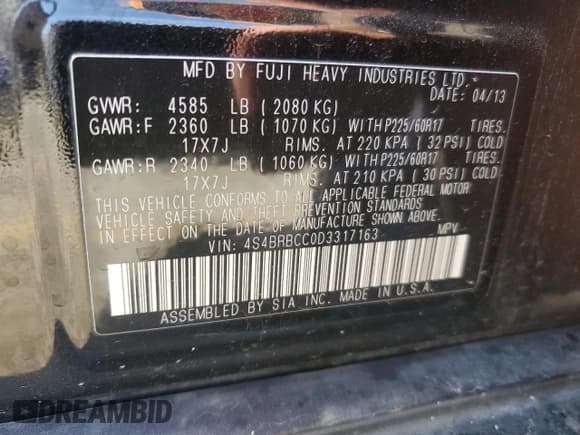 MFD BY FUJI HEAVY INDUSTRIES LTD.
DATE: 04/13
GVWR: 4585 LB ( 2080 KG)
GAWR:F 2360 LB ( 1070 KG) WITH P225/60R17 TIRES.
17X7J RIMS. AT 220 KPA ( 32 PSI) COLD
GAWR:R 2340 LB ( 1060 KG) WITH P225/60R17 TIRES.
17X7J RIMS. AT 210 KPA ( 30 PSI) COLD
THIS VEHICLE CONFORMS TO ALL APPLICABLE FEDERAL MOTOR
VEHICLE SAFETY AND THEFT PREVENTION STANDARDS
IN EFFECT ON THE DATE OF MANUFACTURE SHOWN ABOVE.
VIN: 4S4BRBCC0D3317163 MPV
ASSEMBLED BY SIA INC. MADE IN U.S.A.
DREAMBID